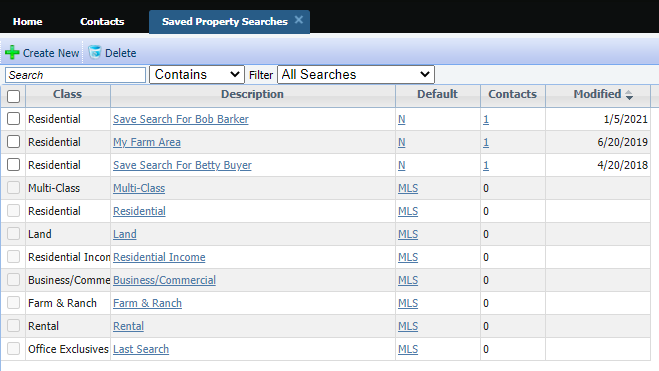 Home Contacts Saved Property Searches ×
Create New Delete
Search Contains Filter All Searches
Class Description Default Contacts Modified
Residential Save Search For Bob Barker N 1 1/5/2021
Residential My Farm Area N 1 6/20/2019
Residential Save Search For Betty Buyer N 1 4/20/2018
Multi-Class Multi-Class MLS 0
Residential Residential MLS 0
Land Land MLS 0
Residential Incom Residential Income MLS 0
Business/Comme Business/Commercial MLS 0
Farm & Ranch Farm & Ranch MLS 0
Rental Rental MLS 0
Office Exclusives Last Search MLS 0